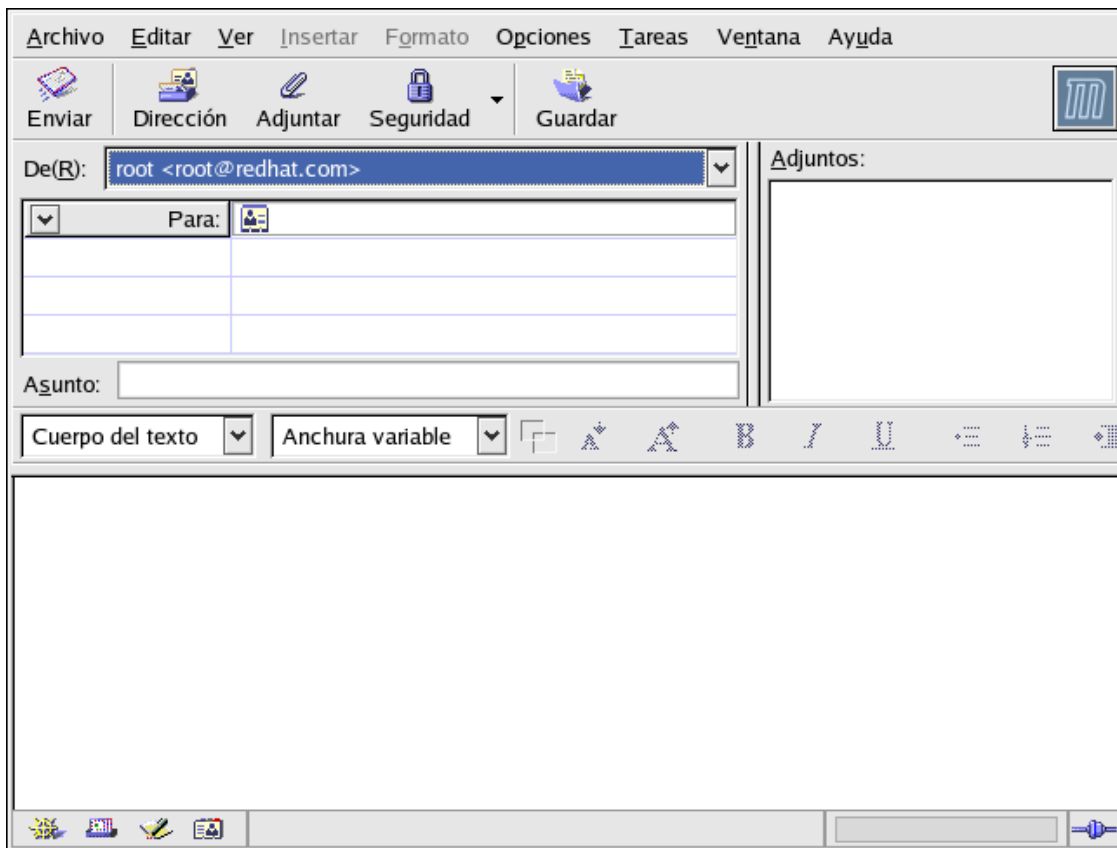 Archivo Editar Ver Insertar Formato Opciones Tareas Ventana Ayuda
Enviar Dirección Adjuntar Seguridad Guardar
De(R): root <root@redhat.com>
Adjuntos:
Para:
Asunto:
Cuerpo del texto Anchura variable